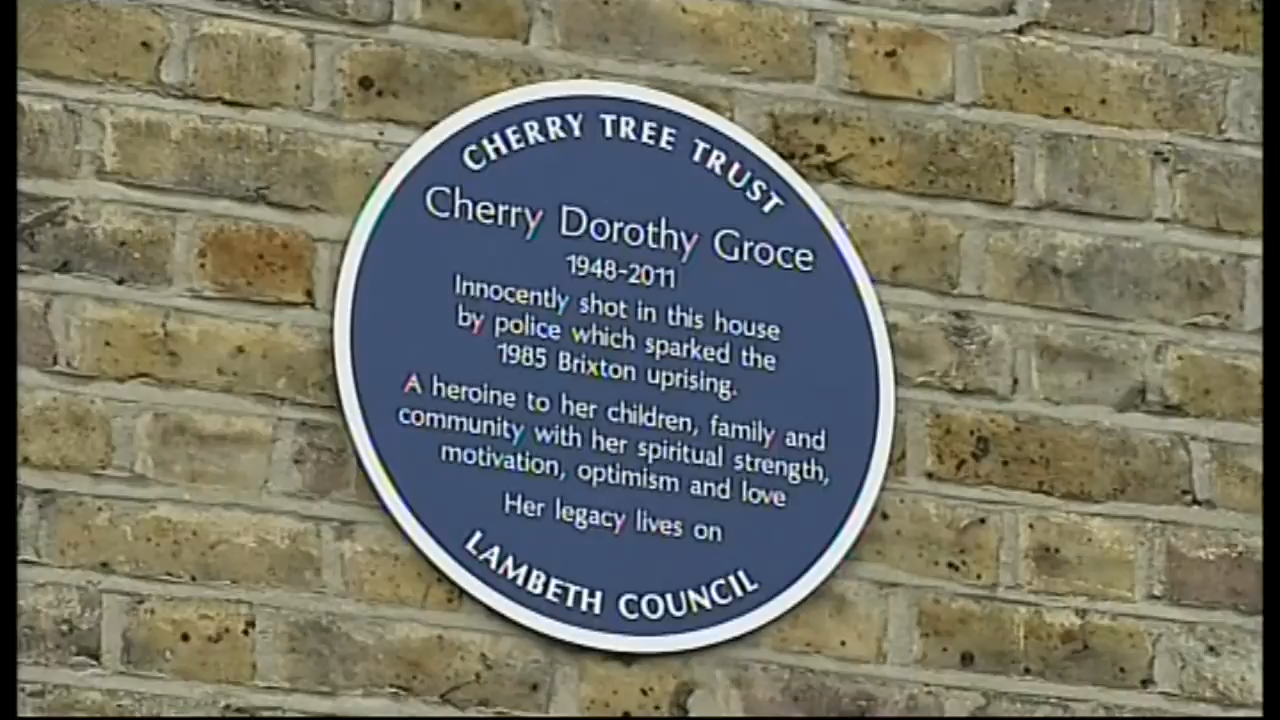 CHERRY TREE TRUST
Cherry Dorothy Groce
1948-2011
Innocently shot in this house
by police which sparked the
1985 Brixton uprising.
A heroine to her children, family and
community with her spiritual strength,
motivation, optimism and love
Her legacy lives on
LAMBETH COUNCIL